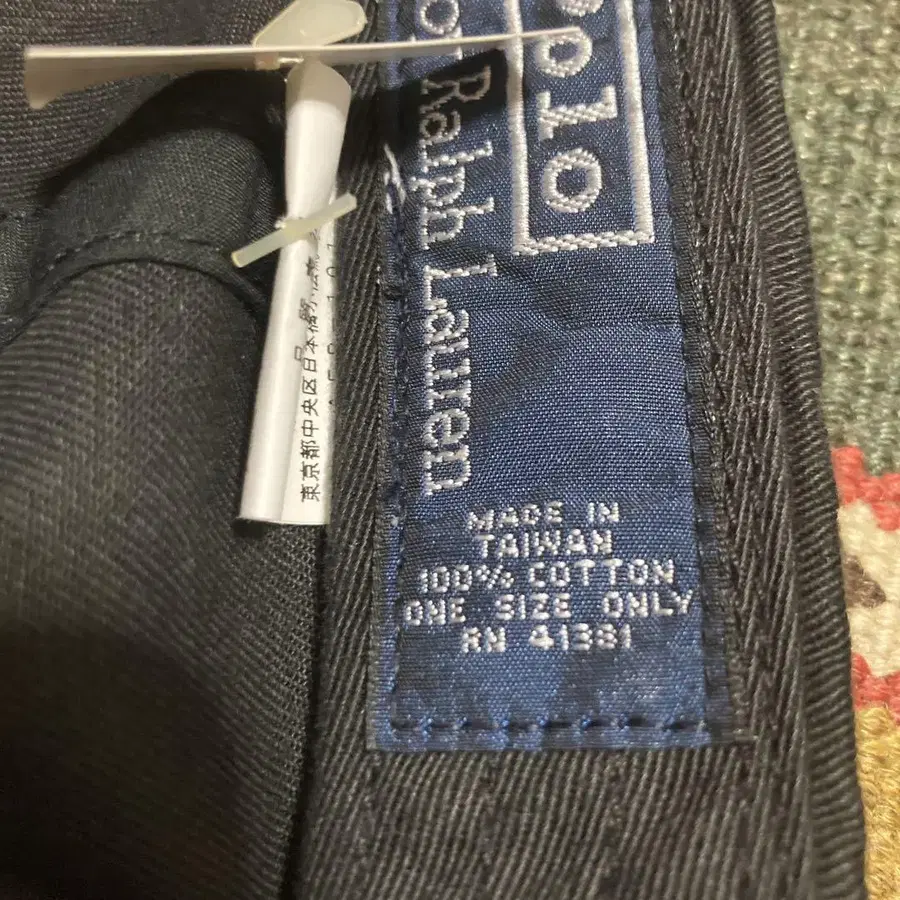 Polo
Ralph Lauren
MADE IN
TAIWAN
100% COTTON
ONE SIZE ONLY
RN 41381
東京都中央区日本橋小